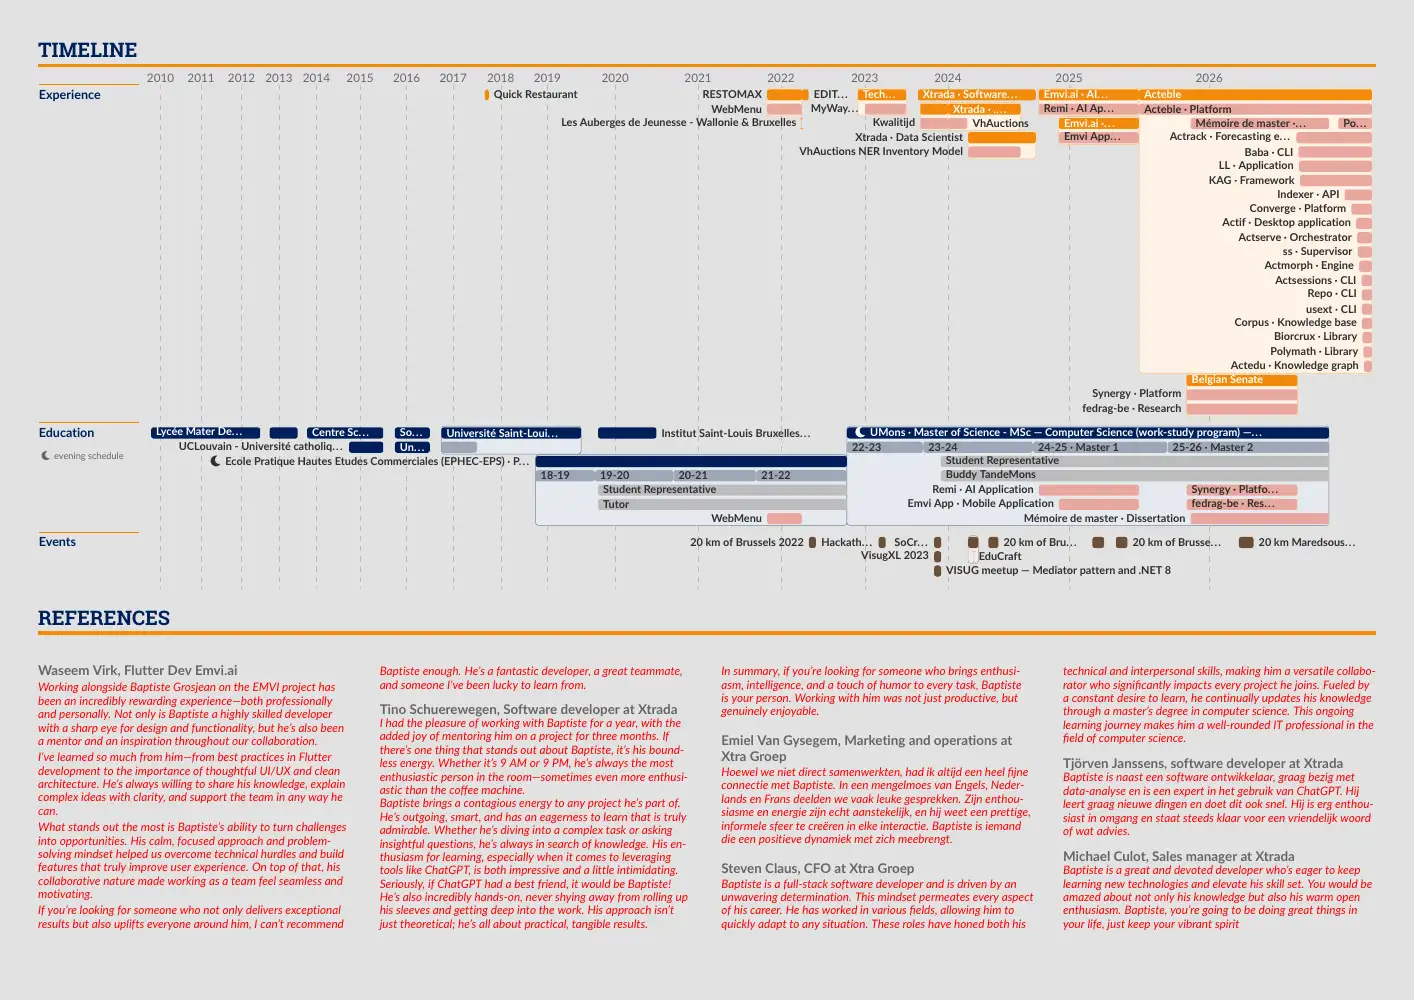 TIMELINE
2010 2011 2012 2013 2014 2015 2016 2017 2018 2019 2020 2021 2022 2023 2024 2025 2026
Experience
Quick Restaurant
RESTOMAX
EDIT…
Tech…
Xtrada · Software…
Emvi.ai · AI…
Acteble
WebMenu
MyWay…
Xtrada · …
Remi · AI Ap…
Acteble · Platform
Les Auberges de Jeunesse - Wallonie & Bruxelles
Kwalitijd
VhAuctions
Emvi.ai ·…
Mémoire de master ·…
Po…
Xtrada · Data Scientist
Emvi App…
Actrack · Forecasting e…
VhAuctions NER Inventory Model
Baba · CLI
LL · Application
KAG · Framework
Indexer · API
Converge · Platform
Actif · Desktop application
Actserve · Orchestrator
ss · Supervisor
Actmorph · Engine
Actsessions · CLI
Repo · CLI
usext · CLI
Corpus · Knowledge base
Biorcrux · Library
Polymath · Library
Actedu · Knowledge graph
Belgian Senate
Synergy · Platform
fedrag-be · Research
Education
Lycée Mater De…
Centre Sc…
So…
Université Saint-Loui…
Institut Saint-Louis Bruxelles…
UMons · Master of Science - MSc — Computer Science (work-study program) —…
UCLouvain - Université catholiq…
Un…
22-23
23-24
24-25 · Master 1
25-26 · Master 2
evening schedule
Ecole Pratique Hautes Etudes Commerciales (EPHEC-EPS) · P…
Student Representative
18-19
19-20
20-21
21-22
Buddy TandeMons
Student Representative
Remi · AI Application
Synergy · Platfo…
Tutor
Emvi App · Mobile Application
fedrag-be · Res…
WebMenu
Mémoire de master · Dissertation
Events
20 km of Brussels 2022
Hackath…
SoCr…
20 km of Bru…
20 km of Brusse…
20 km Maredsous…
VisugXL 2023
EduCraft
VISUG meetup — Mediator pattern and .NET 8
REFERENCES
Waseem Virk, Flutter Dev Emvi.ai
Working alongside Baptiste Grosjean on the EMVI project has
been an incredibly rewarding experience—both professionally
and personally. Not only is Baptiste a highly skilled developer
with a sharp eye for design and functionality, but he's also been
a mentor and an inspiration throughout our collaboration.
I've learned so much from him—from best practices in Flutter
development to the importance of thoughtful UI/UX and clean
architecture. He's always willing to share his knowledge, explain
complex ideas with clarity, and support the team in any way he
can.
What stands out the most is Baptiste's ability to turn challenges
into opportunities. His calm, focused approach and problem-
solving mindset helped us overcome technical hurdles and build
features that truly improve user experience. On top of that, his
collaborative nature made working as a team feel seamless and
motivating.
If you're looking for someone who not only delivers exceptional
results but also uplifts everyone around him, I can't recommend
Baptiste enough. He's a fantastic developer, a great teammate,
and someone I've been lucky to learn from.
Tino Schuerewegen, Software developer at Xtrada
I had the pleasure of working with Baptiste for a year, with the
added joy of mentoring him on a project for three months. If
there's one thing that stands out about Baptiste, it's his bound-
less energy. Whether it's 9 AM or 9 PM, he's always the most
enthusiastic person in the room—sometimes even more enthusi-
astic than the coffee machine.
Baptiste brings a contagious energy to any project he's part of.
He's outgoing, smart, and has an eagerness to learn that is truly
admirable. Whether he's diving into a complex task or asking
insightful questions, he's always in search of knowledge. His en-
thusiasm for learning, especially when it comes to leveraging
tools like ChatGPT, is both impressive and a little intimidating.
Seriously, if ChatGPT had a best friend, it would be Baptiste!
He's also incredibly hands-on, never shying away from rolling up
his sleeves and getting deep into the work. His approach isn't
just theoretical; he's all about practical, tangible results.
In summary, if you're looking for someone who brings enthusi-
asm, intelligence, and a touch of humor to every task, Baptiste
is your person. Working with him was not just productive, but
genuinely enjoyable.
Emiel Van Gysegem, Marketing and operations at
Xtra Groep
Hoewel we niet direct samenwerkten, had ik altijd een heel fijne
connectie met Baptiste. In een mengelmoes van Engels, Neder-
lands en Frans deelden we vaak leuke gesprekken. Zijn enthou-
siasme en energie zijn echt aanstekelijk, en hij weet een prettige,
informele sfeer te creëren in elke interactie. Baptiste is iemand
die een positieve dynamiek met zich meebrengt.
Steven Claus, CFO at Xtra Groep
Baptiste is a full-stack software developer and is driven by an
unwavering determination. This mindset permeates every aspect
of his career. He has worked in various fields, allowing him to
quickly adapt to any situation. These roles have honed both his
technical and interpersonal skills, making him a versatile collabo-
rator who significantly impacts every project he joins. Fueled by
a constant desire to learn, he continually updates his knowledge
through a master's degree in computer science. This ongoing
learning journey makes him a well-rounded IT professional in the
field of computer science.
Tjörven Janssens, software developer at Xtrada
Baptiste is naast een software ontwikkelaar, graag bezig met
data-analyse en is een expert in het gebruik van ChatGPT. Hij
leert graag nieuwe dingen en doet dit ook snel. Hij is erg enthou-
siast in omgang en staat steeds klaar voor een vriendelijk woord
of wat advies.
Michael Culot, Sales manager at Xtrada
Baptiste is a great and devoted developer who's eager to keep
learning new technologies and elevate his skill set. You would be
amazed about not only his knowledge but also his warm open
enthusiasm. Baptiste, you're going to be doing great things in
your life, just keep your vibrant spirit